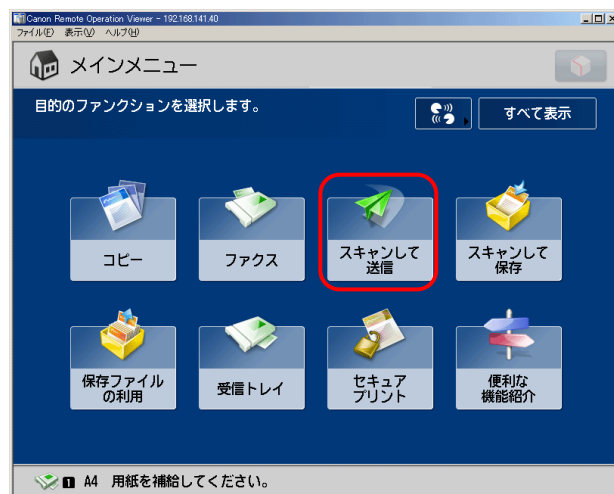 Canon Remote Operation Viewer - 192.168.141.40
ファイル(F) 表示(V) ヘルプ(H)
メインメニュー
目的のファンクションを選択します。
すべて表示
コピー
ファクス
スキャンして
送信
スキャンして
保存
保存ファイル
の利用
受信トレイ
セキュア
プリント
便利な
機能紹介
1 A4 用紙を補給してください。